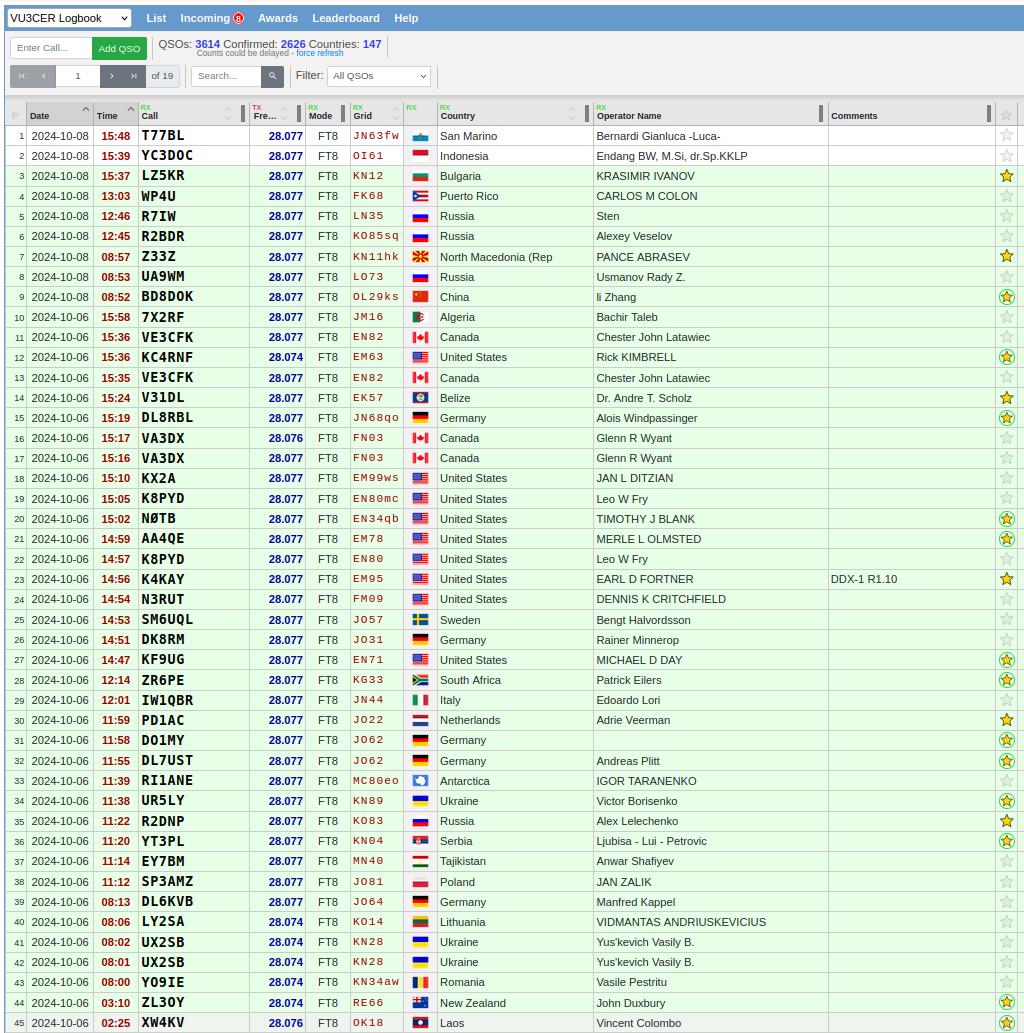 VU3CER Logbook List Incoming 8 Awards Leaderboard Help
Enter Call... Add QSO QSOs: 3614 Confirmed: 2626 Countries: 147
Counts could be delayed - force refresh
1 of 19 Search... Filter: All QSOs
RX TX RX RX RX RX RX
Date Time Call Fre... Mode Grid Country Operator Name Comments
1 2024-10-08 15:48 T77BL 28.077 FT8 JN63fw San Marino Bernardi Gianluca -Luca-
2 2024-10-08 15:39 YC3DOC 28.077 FT8 OI61 Indonesia Endang BW, M.Si, dr.Sp.KKLP
3 2024-10-08 15:37 LZ5KR 28.077 FT8 KN12 Bulgaria KRASIMIR IVANOV
4 2024-10-08 13:03 WP4U 28.077 FT8 FK68 Puerto Rico CARLOS M COLON
5 2024-10-08 12:46 R7IW 28.077 FT8 LN35 Russia Sten
6 2024-10-08 12:45 R2BDR 28.077 FT8 KO85sq Russia Alexey Veselov
7 2024-10-08 08:57 Z33Z 28.077 FT8 KN11hk North Macedonia (Rep PANCE ABRASEV
8 2024-10-08 08:53 UA9WM 28.077 FT8 LO73 Russia Usmanov Rady Z.
9 2024-10-08 08:52 BD8DOK 28.077 FT8 OL29ks China li Zhang
10 2024-10-06 15:58 7X2RF 28.077 FT8 JM16 Algeria Bachir Taleb
11 2024-10-06 15:36 VE3CFK 28.077 FT8 EN82 Canada Chester John Latawiec
12 2024-10-06 15:36 KC4RNF 28.074 FT8 EM63 United States Rick KIMBRELL
13 2024-10-06 15:35 VE3CFK 28.077 FT8 EN82 Canada Chester John Latawiec
14 2024-10-06 15:24 V31DL 28.077 FT8 EK57 Belize Dr. Andre T. Scholz
15 2024-10-06 15:19 DL8RBL 28.077 FT8 JN68qo Germany Alois Windpassinger
16 2024-10-06 15:17 VA3DX 28.076 FT8 FN03 Canada Glenn R Wyant
17 2024-10-06 15:16 VA3DX 28.077 FT8 FN03 Canada Glenn R Wyant
18 2024-10-06 15:10 KX2A 28.077 FT8 EM99ws United States JAN L DITZIAN
19 2024-10-06 15:05 K8PYD 28.077 FT8 EN80mc United States Leo W Fry
20 2024-10-06 15:02 NØTB 28.077 FT8 EN34qb United States TIMOTHY J BLANK
21 2024-10-06 14:59 AA4QE 28.077 FT8 EM78 United States MERLE L OLMSTED
22 2024-10-06 14:57 K8PYD 28.077 FT8 EN80 United States Leo W Fry
23 2024-10-06 14:56 K4KAY 28.077 FT8 EM95 United States EARL D FORTNER DDX-1 R1.10
24 2024-10-06 14:54 N3RUT 28.077 FT8 FM09 United States DENNIS K CRITCHFIELD
25 2024-10-06 14:53 SM6UQL 28.077 FT8 JO57 Sweden Bengt Halvordsson
26 2024-10-06 14:51 DK8RM 28.077 FT8 JO31 Germany Rainer Minnerop
27 2024-10-06 14:47 KF9UG 28.077 FT8 EN71 United States MICHAEL D DAY
28 2024-10-06 12:14 ZR6PE 28.077 FT8 KG33 South Africa Patrick Eilers
29 2024-10-06 12:01 IW1QBR 28.077 FT8 JN44 Italy Edoardo Lori
30 2024-10-06 11:59 PD1AC 28.077 FT8 JO22 Netherlands Adrie Veerman
31 2024-10-06 11:58 DO1MY 28.077 FT8 JO62 Germany
32 2024-10-06 11:55 DL7UST 28.077 FT8 JO62 Germany Andreas Plitt
33 2024-10-06 11:39 RI1ANE 28.077 FT8 MC80eo Antarctica IGOR TARANENKO
34 2024-10-06 11:38 UR5LY 28.077 FT8 KN89 Ukraine Victor Borisenko
35 2024-10-06 11:22 R2DNP 28.077 FT8 KO83 Russia Alex Lelechenko
36 2024-10-06 11:20 YT3PL 28.077 FT8 KN04 Serbia Ljubisa - Lui - Petrovic
37 2024-10-06 11:14 EY7BM 28.077 FT8 MN40 Tajikistan Anwar Shafiyev
38 2024-10-06 11:12 SP3AMZ 28.077 FT8 JO81 Poland JAN ZALIK
39 2024-10-06 08:13 DL6KVB 28.077 FT8 JO64 Germany Manfred Kappel
40 2024-10-06 08:06 LY2SA 28.074 FT8 KO14 Lithuania VIDMANTAS ANDRIUSKEVICIUS
41 2024-10-06 08:02 UX2SB 28.074 FT8 KN28 Ukraine Yus'kevich Vasily B.
42 2024-10-06 08:01 UX2SB 28.074 FT8 KN28 Ukraine Yus'kevich Vasily B.
43 2024-10-06 08:00 YO9IE 28.074 FT8 KN34aw Romania Vasile Pestritu
44 2024-10-06 03:10 ZL3OY 28.074 FT8 RE66 New Zealand John Duxbury
45 2024-10-06 02:25 XW4KV 28.076 FT8 OK18 Laos Vincent Colombo